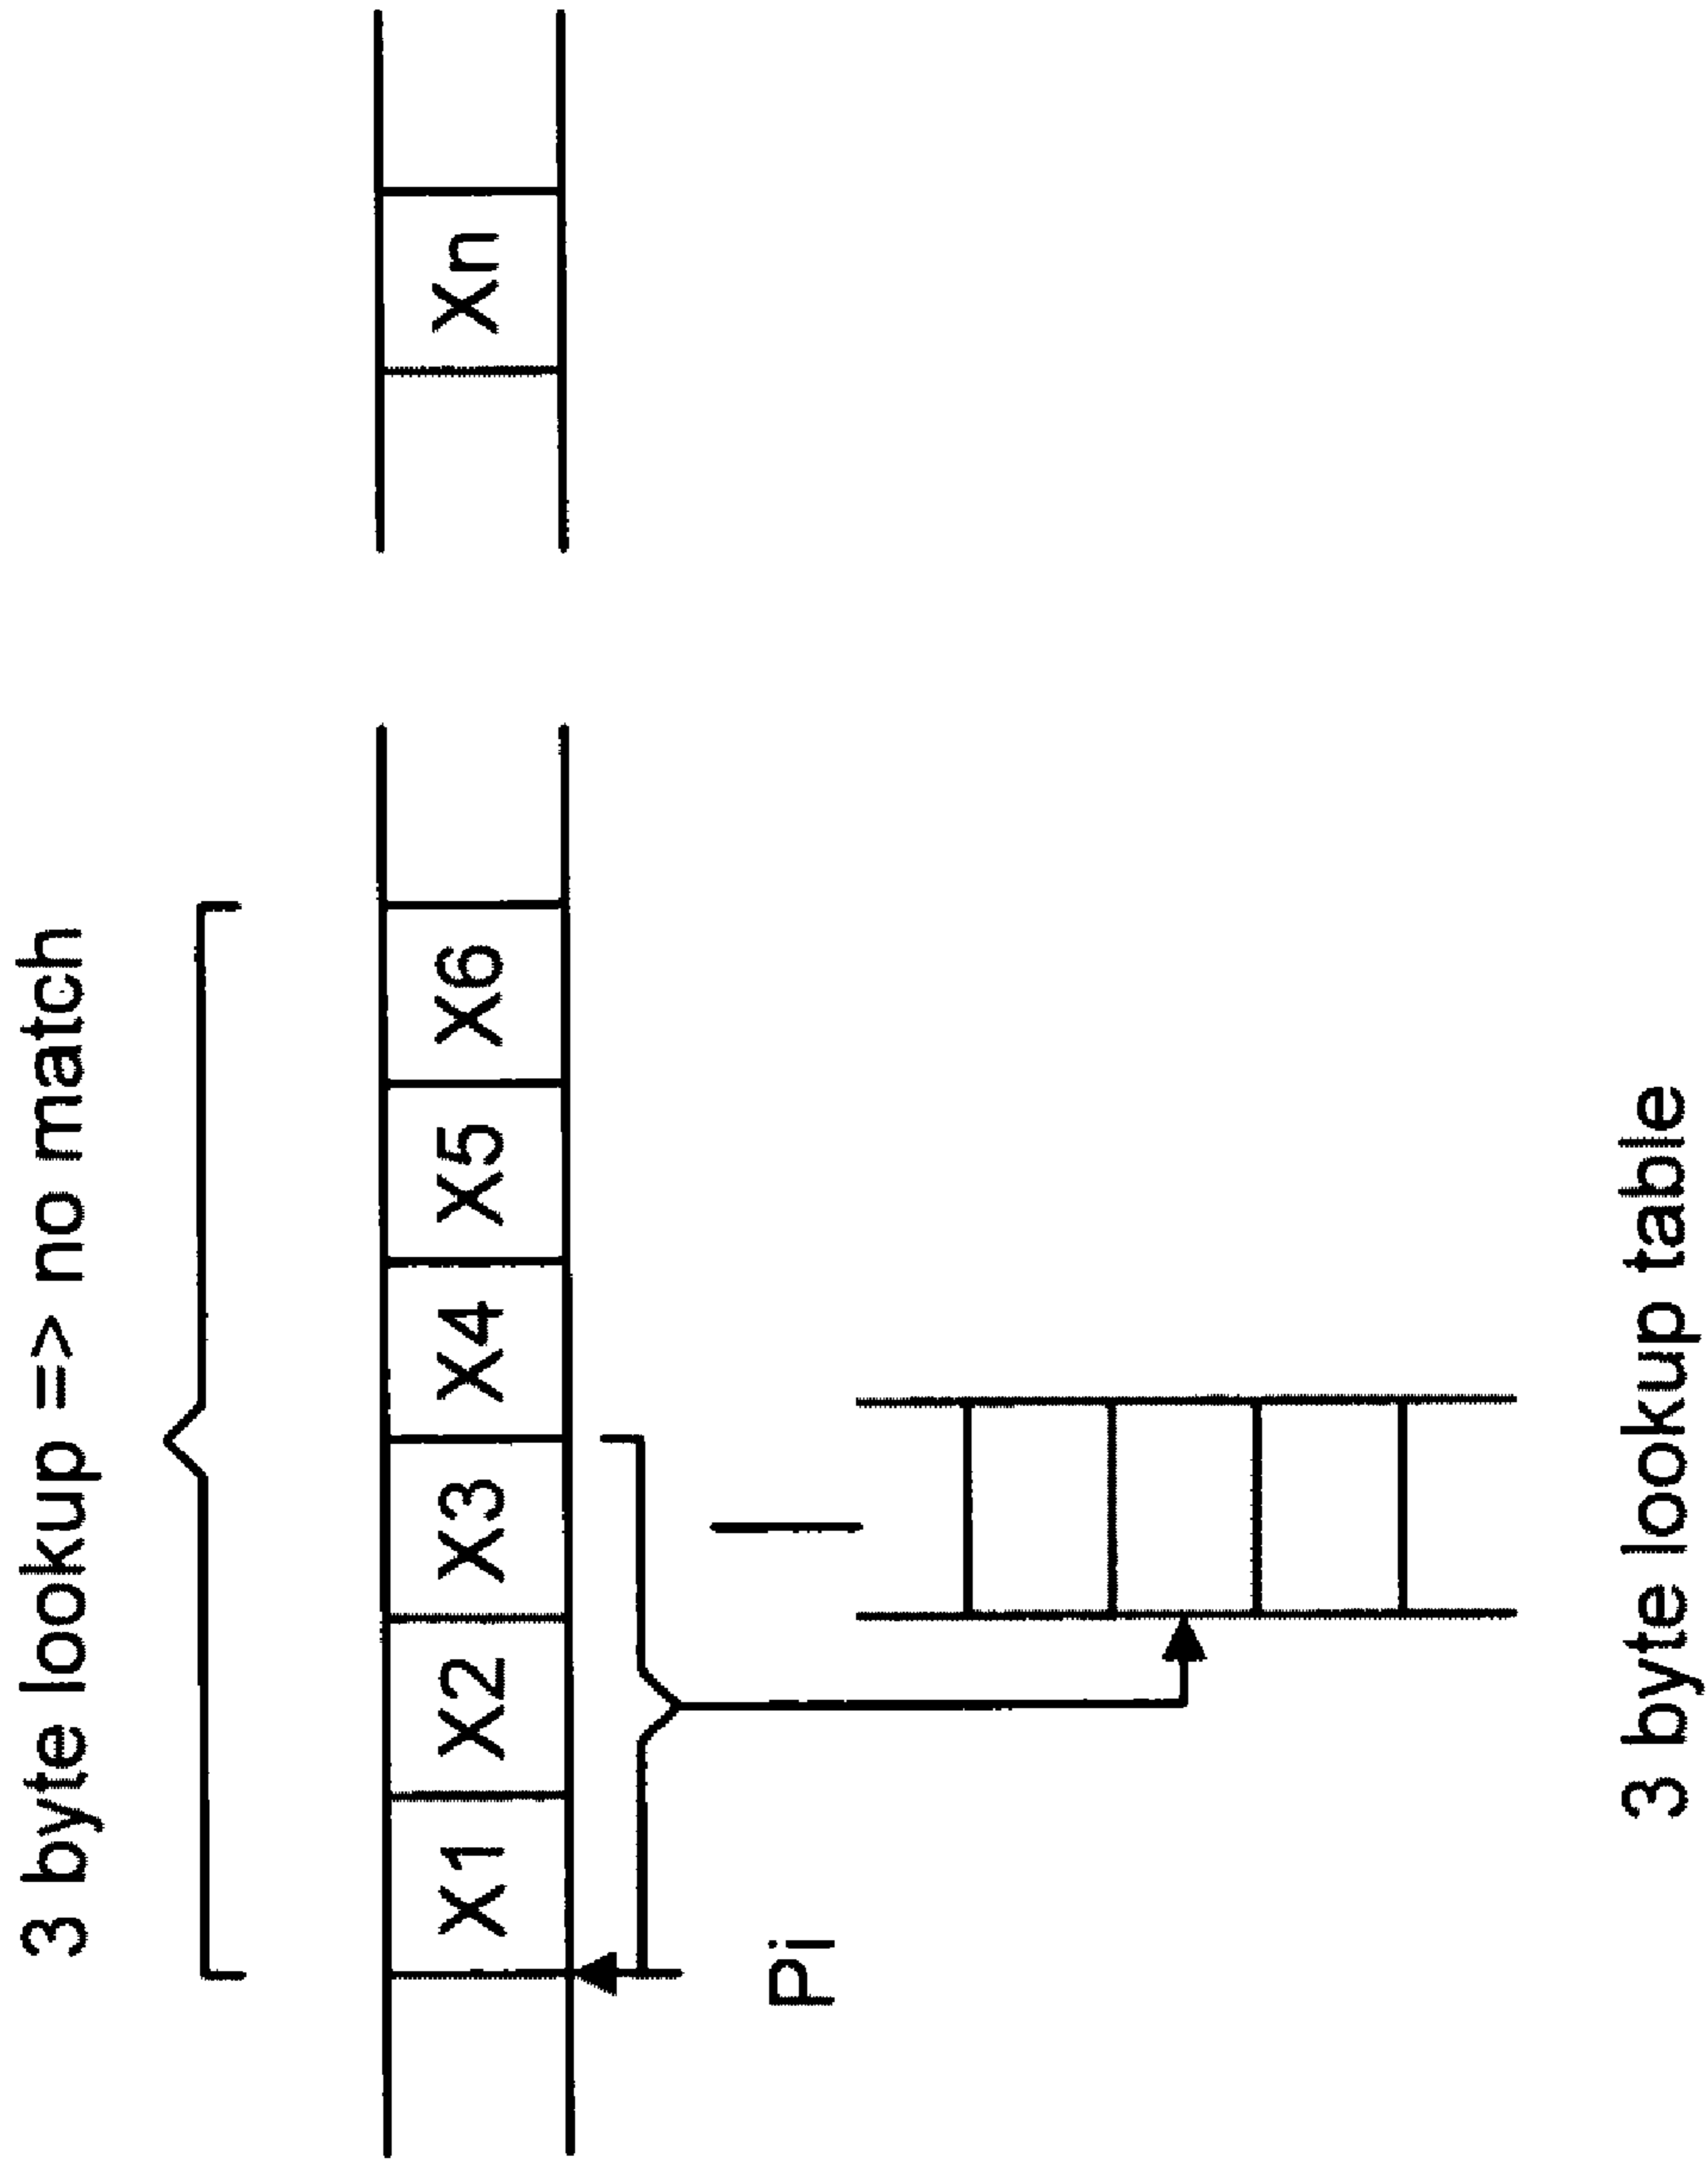 3 byte lookup => no match
X1 X2 X3 X4 X5 X6 Xn
Pi
3 byte lookup table